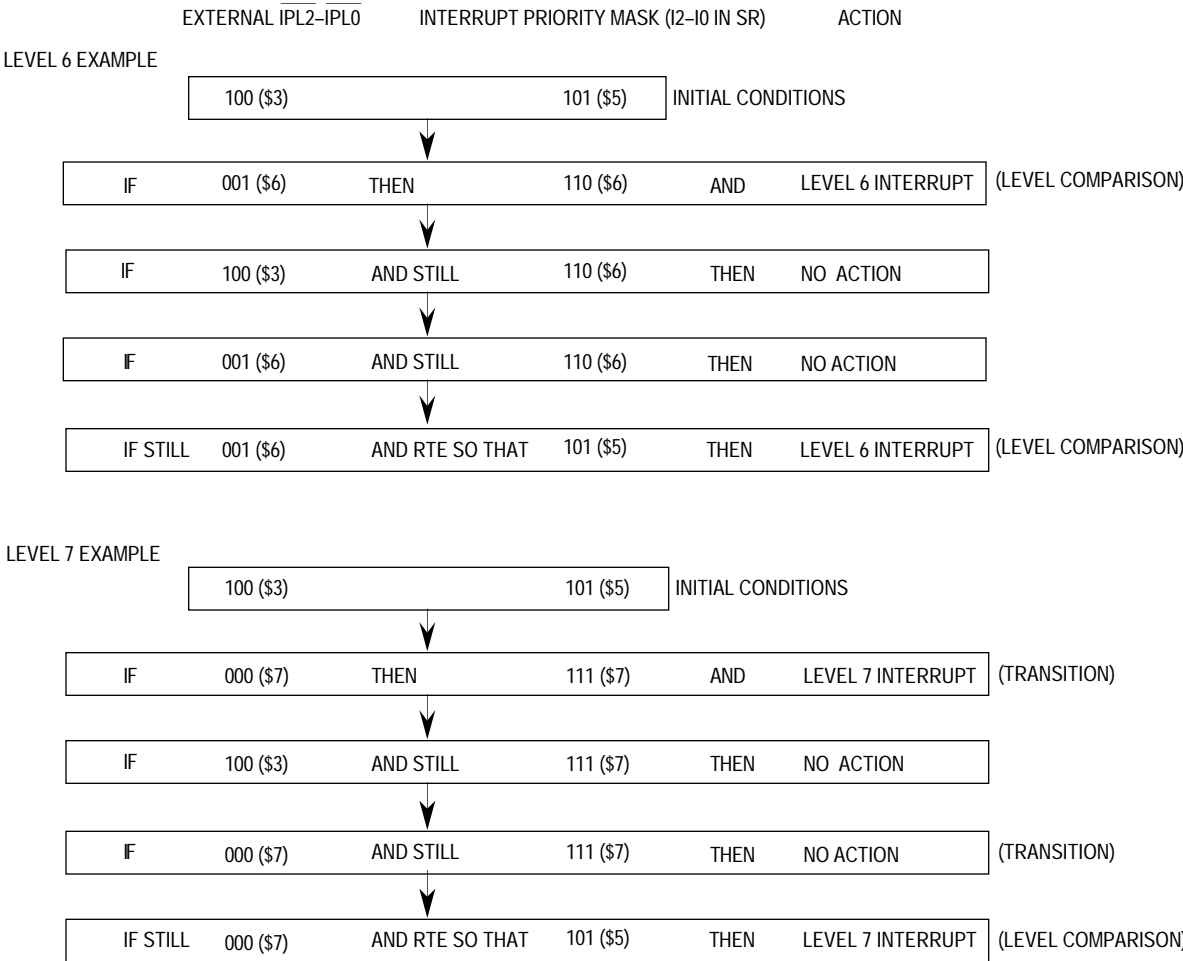 EXTERNAL IPL2–IPL0 INTERRUPT PRIORITY MASK (I2–I0 IN SR) ACTION
LEVEL 6 EXAMPLE
100 ($3) 101 ($5) INITIAL CONDITIONS
IF 001 ($6) THEN 110 ($6) AND LEVEL 6 INTERRUPT (LEVEL COMPARISON)
IF 100 ($3) AND STILL 110 ($6) THEN NO ACTION
IF 001 ($6) AND STILL 110 ($6) THEN NO ACTION
IF STILL 001 ($6) AND RTE SO THAT 101 ($5) THEN LEVEL 6 INTERRUPT (LEVEL COMPARISON)
LEVEL 7 EXAMPLE
100 ($3) 101 ($5) INITIAL CONDITIONS
IF 000 ($7) THEN 111 ($7) AND LEVEL 7 INTERRUPT (TRANSITION)
IF 100 ($3) AND STILL 111 ($7) THEN NO ACTION
IF 000 ($7) AND STILL 111 ($7) THEN NO ACTION (TRANSITION)
IF STILL 000 ($7) AND RTE SO THAT 101 ($5) THEN LEVEL 7 INTERRUPT (LEVEL COMPARISON)